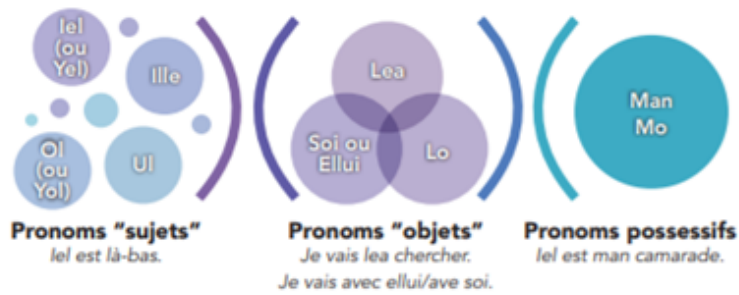 Iel
(ou
Yel)
Ille
Ol
(ou
Yol)
Ul
Pronoms "sujets"
Iel est là-bas.
Lea
Soi ou
Ellui
Lo
Pronoms "objets"
Je vais lea chercher.
Je vais avec ellui/ave soi.
Man
Mo
Pronoms possessifs
Iel est man camarade.